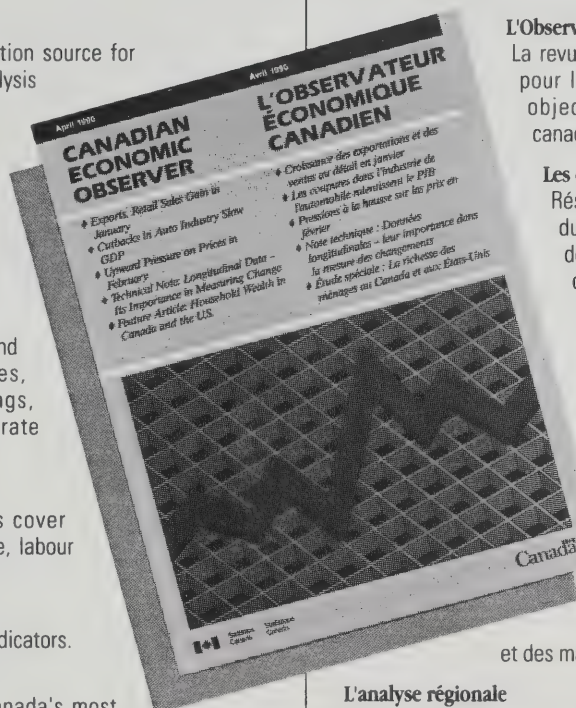 tion source for
lysis
nd
es,
ags,
rate
s cover
e, labour
dicators.
anada's most
April 1990
CANADIAN
ECONOMIC
OBSERVER
♦ Exports, Retail Sales Gain in
January
♦ Cutbacks in Auto Industry Slow
GDP
♦ Upward Pressure on Prices in
February
♦ Technical Note: Longitudinal Data –
Its Importance in Measuring Change
♦ Feature Article: Household Wealth in
Canada and the U.S.
Avril 1990
L'OBSERVATEUR
ÉCONOMIQUE
CANADIEN
♦ Croissance des exportations et des
ventes au détail en janvier
♦ Les coupures dans l'industrie de
l'automobile ralentissent le PIB
♦ Pressions à la hausse sur les prix en
février
♦ Note technique : Données
longitudinales – leur importance dans
la mesure des changements
♦ Étude spéciale : La richesse des
ménages au Canada et aux États-Unis
Statistics Statistique
Canada Canada
Canada
L'Observ
La revu
pour l
objec
canad
Les
Rés
du
de
et des ma
L'analyse régionale